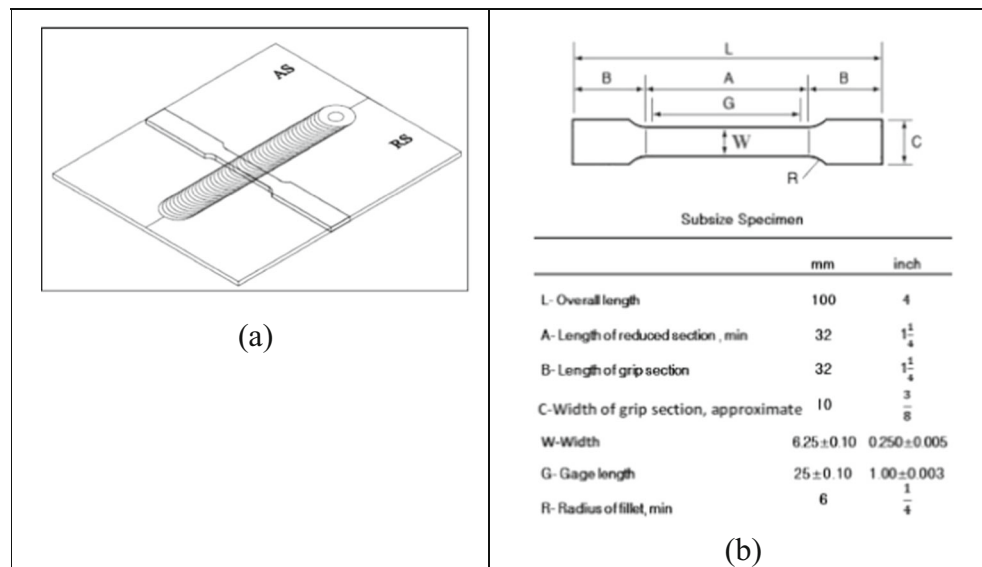 AS
RS
(a)
L
B A B
G
W
C
R
Subsize Specimen
mm inch
L- Overall length 100 4
A- Length of reduced section , min 32 1 1/4
B- Length of grip section 32 1 1/4
C-Width of grip section, approximate 10 3/8
W-Width 6.25±0.10 0.250±0.005
G- Gage length 25±0.10 1.00±0.003
R- Radius of fillet, min 6 1/4
(b)